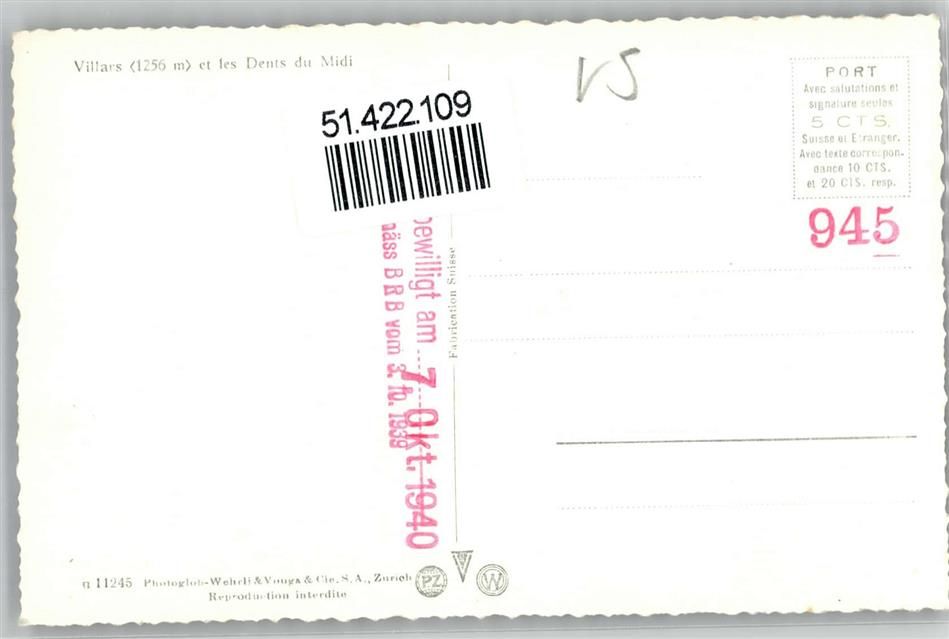 Villars (1256 m) et les Dents du Midi
51.422.109
VS
PORT
Avec salutations et
signature seules
5 CTS.
Suisse et Etranger.
Avec texte correspon-
dance 10 CTS.
et 20 CTS. resp.
945
bewilligt am 7. Okt. 1940
mäss B R B vom 3. 10. 1939
Fabrication Suisse
a 11245 Photoglob-Wehrli & Vouga & Cie. S. A., Zurich
Reproduction interdite
PZ
V
W